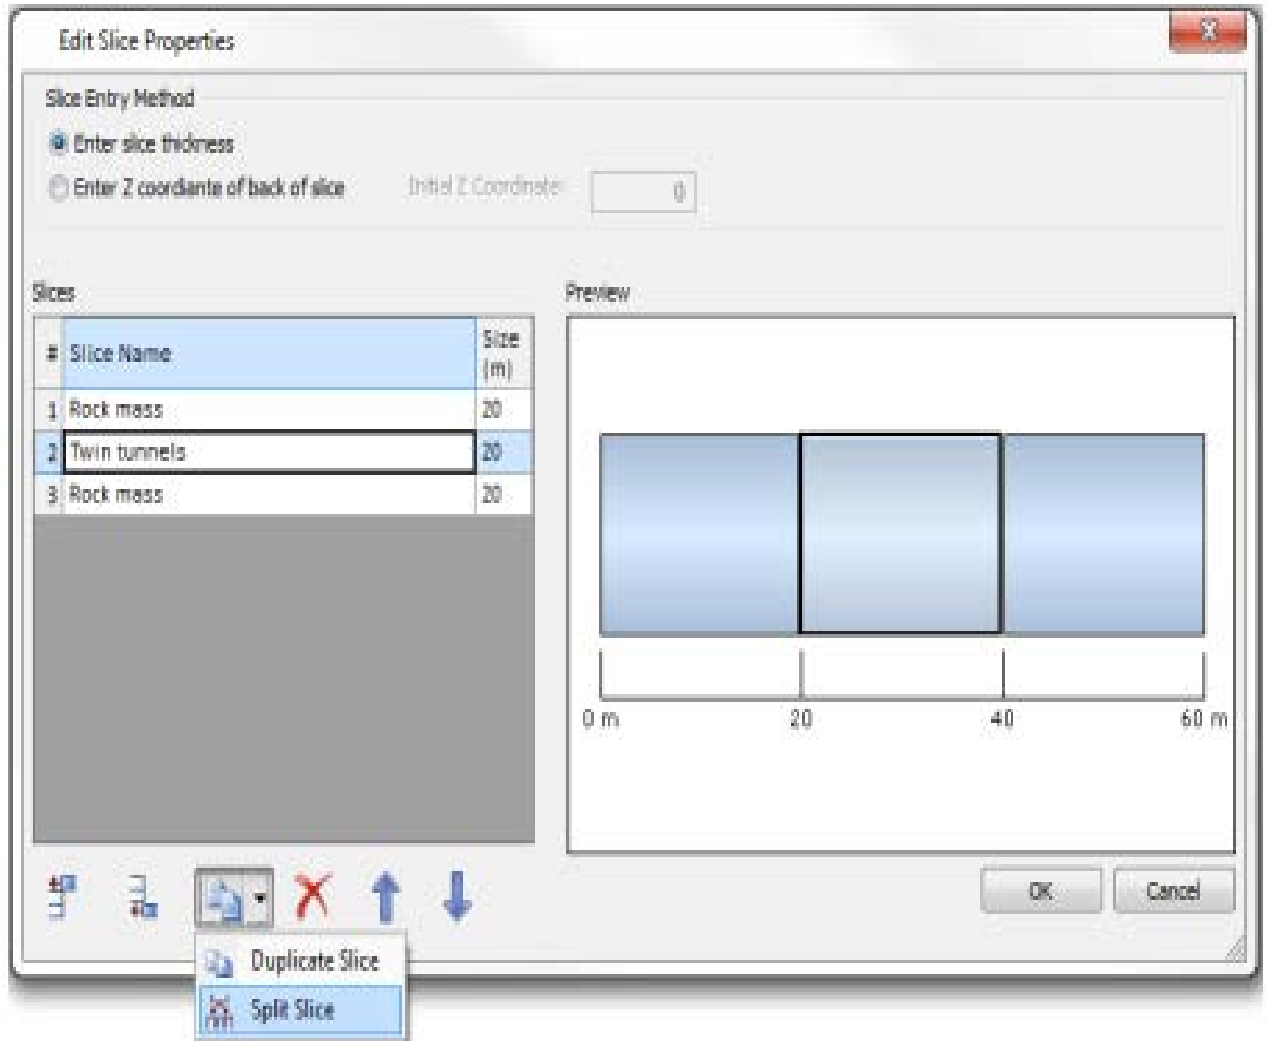 Edit Slice Properties
X
Slice Entry Method
Enter slice thickness
Enter Z coordiante of back of slice Initial Z Coordinate: 0
Slices
# Slice Name Size (m)
1 Rock mass 20
2 Twin tunnels 20
3 Rock mass 20
Preview
0 m 20 40 60 m
OK Cancel
Duplicate Slice
Split Slice